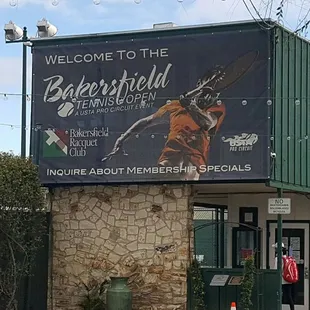 WELCOME TO THE
Bakersfield
TENNIS OPEN
A USTA PRO CIRCUIT EVENT
Bakersfield
Racquet
Club
USTA
PRO CIRCUIT
INQUIRE ABOUT MEMBERSHIP SPECIALS
NO